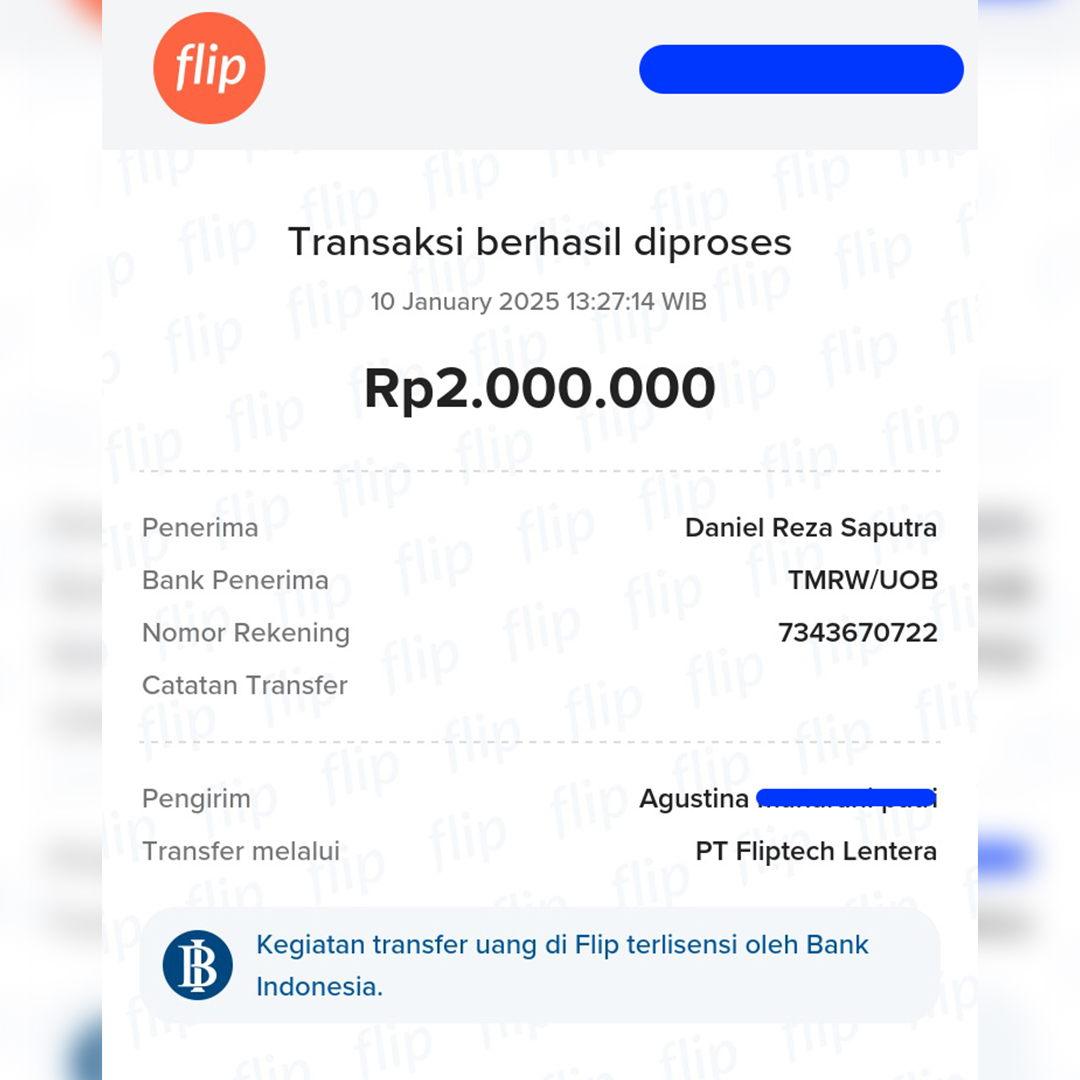 flip
Transaksi berhasil diproses
10 January 2025 13:27:14 WIB
Rp2.000.000
Penerima Daniel Reza Saputra
Bank Penerima TMRW/UOB
Nomor Rekening 7343670722
Catatan Transfer
Pengirim Agustina
Transfer melalui PT Fliptech Lentera
Kegiatan transfer uang di Flip terlisensi oleh Bank
Indonesia.